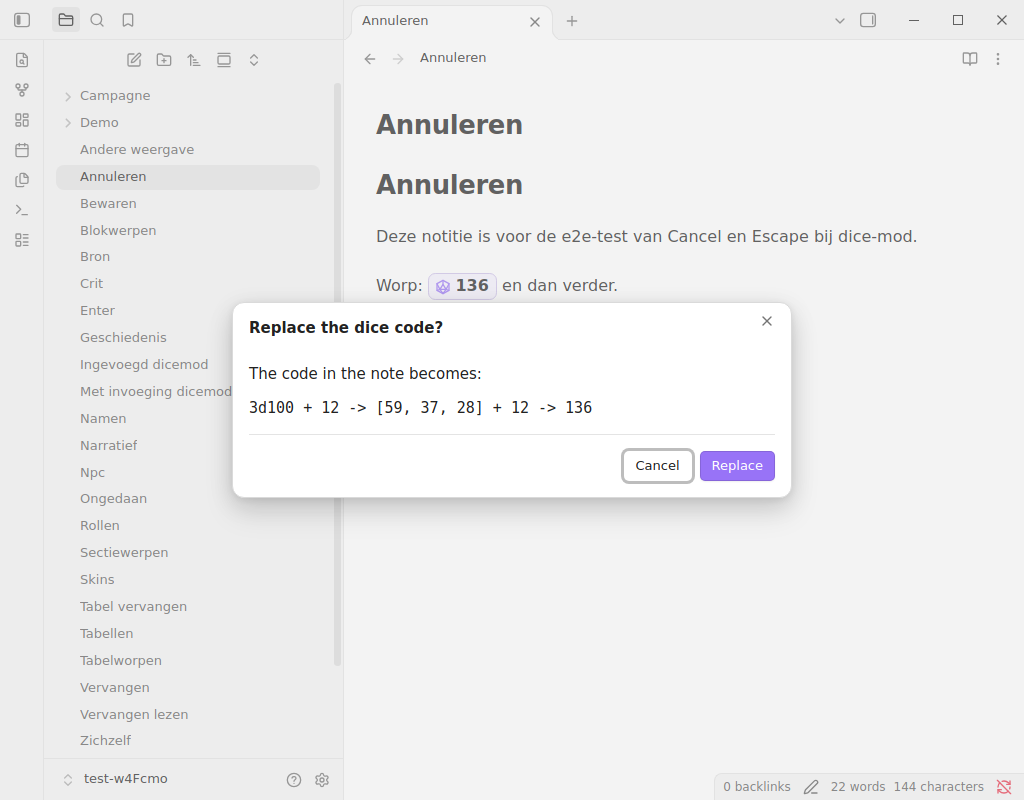 Annuleren
Annuleren
Campagne
Demo
Andere weergave
Annuleren
Bewaren
Blokwerpen
Bron
Crit
Enter
Geschiedenis
Ingevoegd dicemod
Met invoeging dicemod
Namen
Narratief
Npc
Ongedaan
Rollen
Sectiewerpen
Skins
Tabel vervangen
Tabellen
Tabelworpen
Vervangen
Vervangen lezen
Zichzelf
test-w4Fcmo
Annuleren
Annuleren
Deze notitie is voor de e2e-test van Cancel en Escape bij dice-mod.
Worp: 136 en dan verder.
Replace the dice code?
The code in the note becomes:
3d100 + 12 -> [59, 37, 28] + 12 -> 136
Cancel Replace
0 backlinks 22 words 144 characters